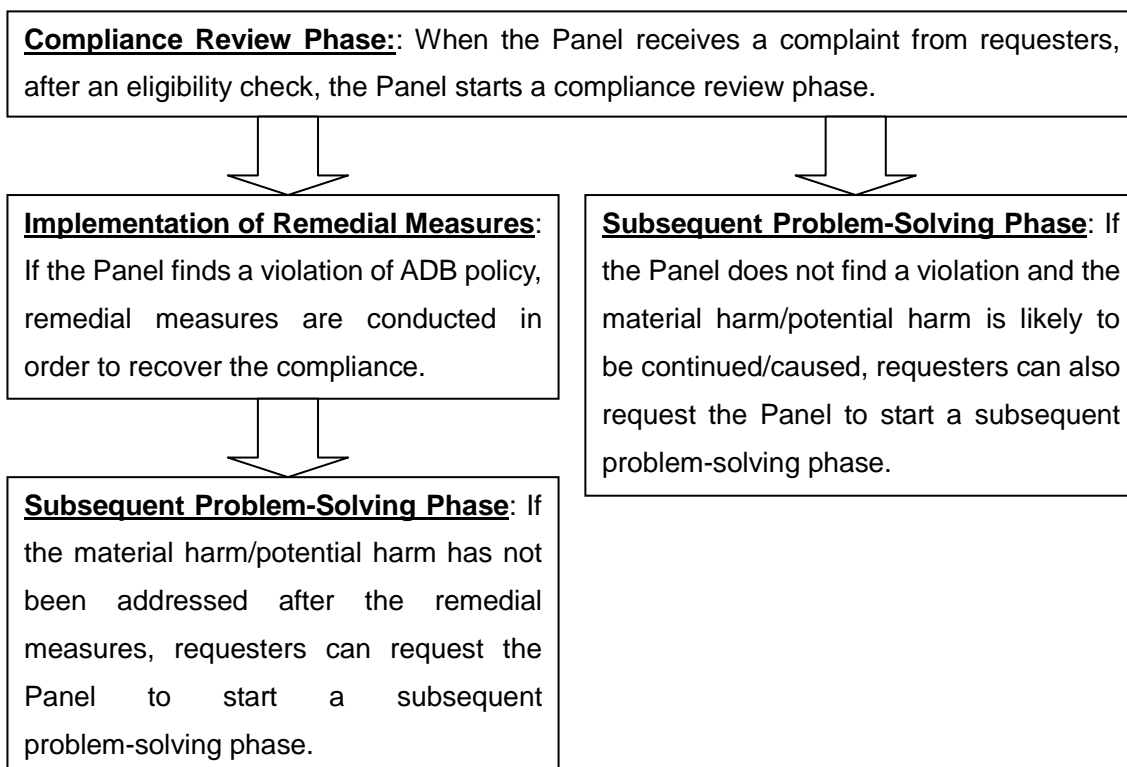 Compliance Review Phase:: When the Panel receives a complaint from requesters,
after an eligibility check, the Panel starts a compliance review phase.
Implementation of Remedial Measures:
If the Panel finds a violation of ADB policy,
remedial measures are conducted in
order to recover the compliance.
Subsequent Problem-Solving Phase: If
the Panel does not find a violation and the
material harm/potential harm is likely to
be continued/caused, requesters can also
request the Panel to start a subsequent
problem-solving phase.
Subsequent Problem-Solving Phase: If
the material harm/potential harm has not
been addressed after the remedial
measures, requesters can request the
Panel to start a subsequent
problem-solving phase.